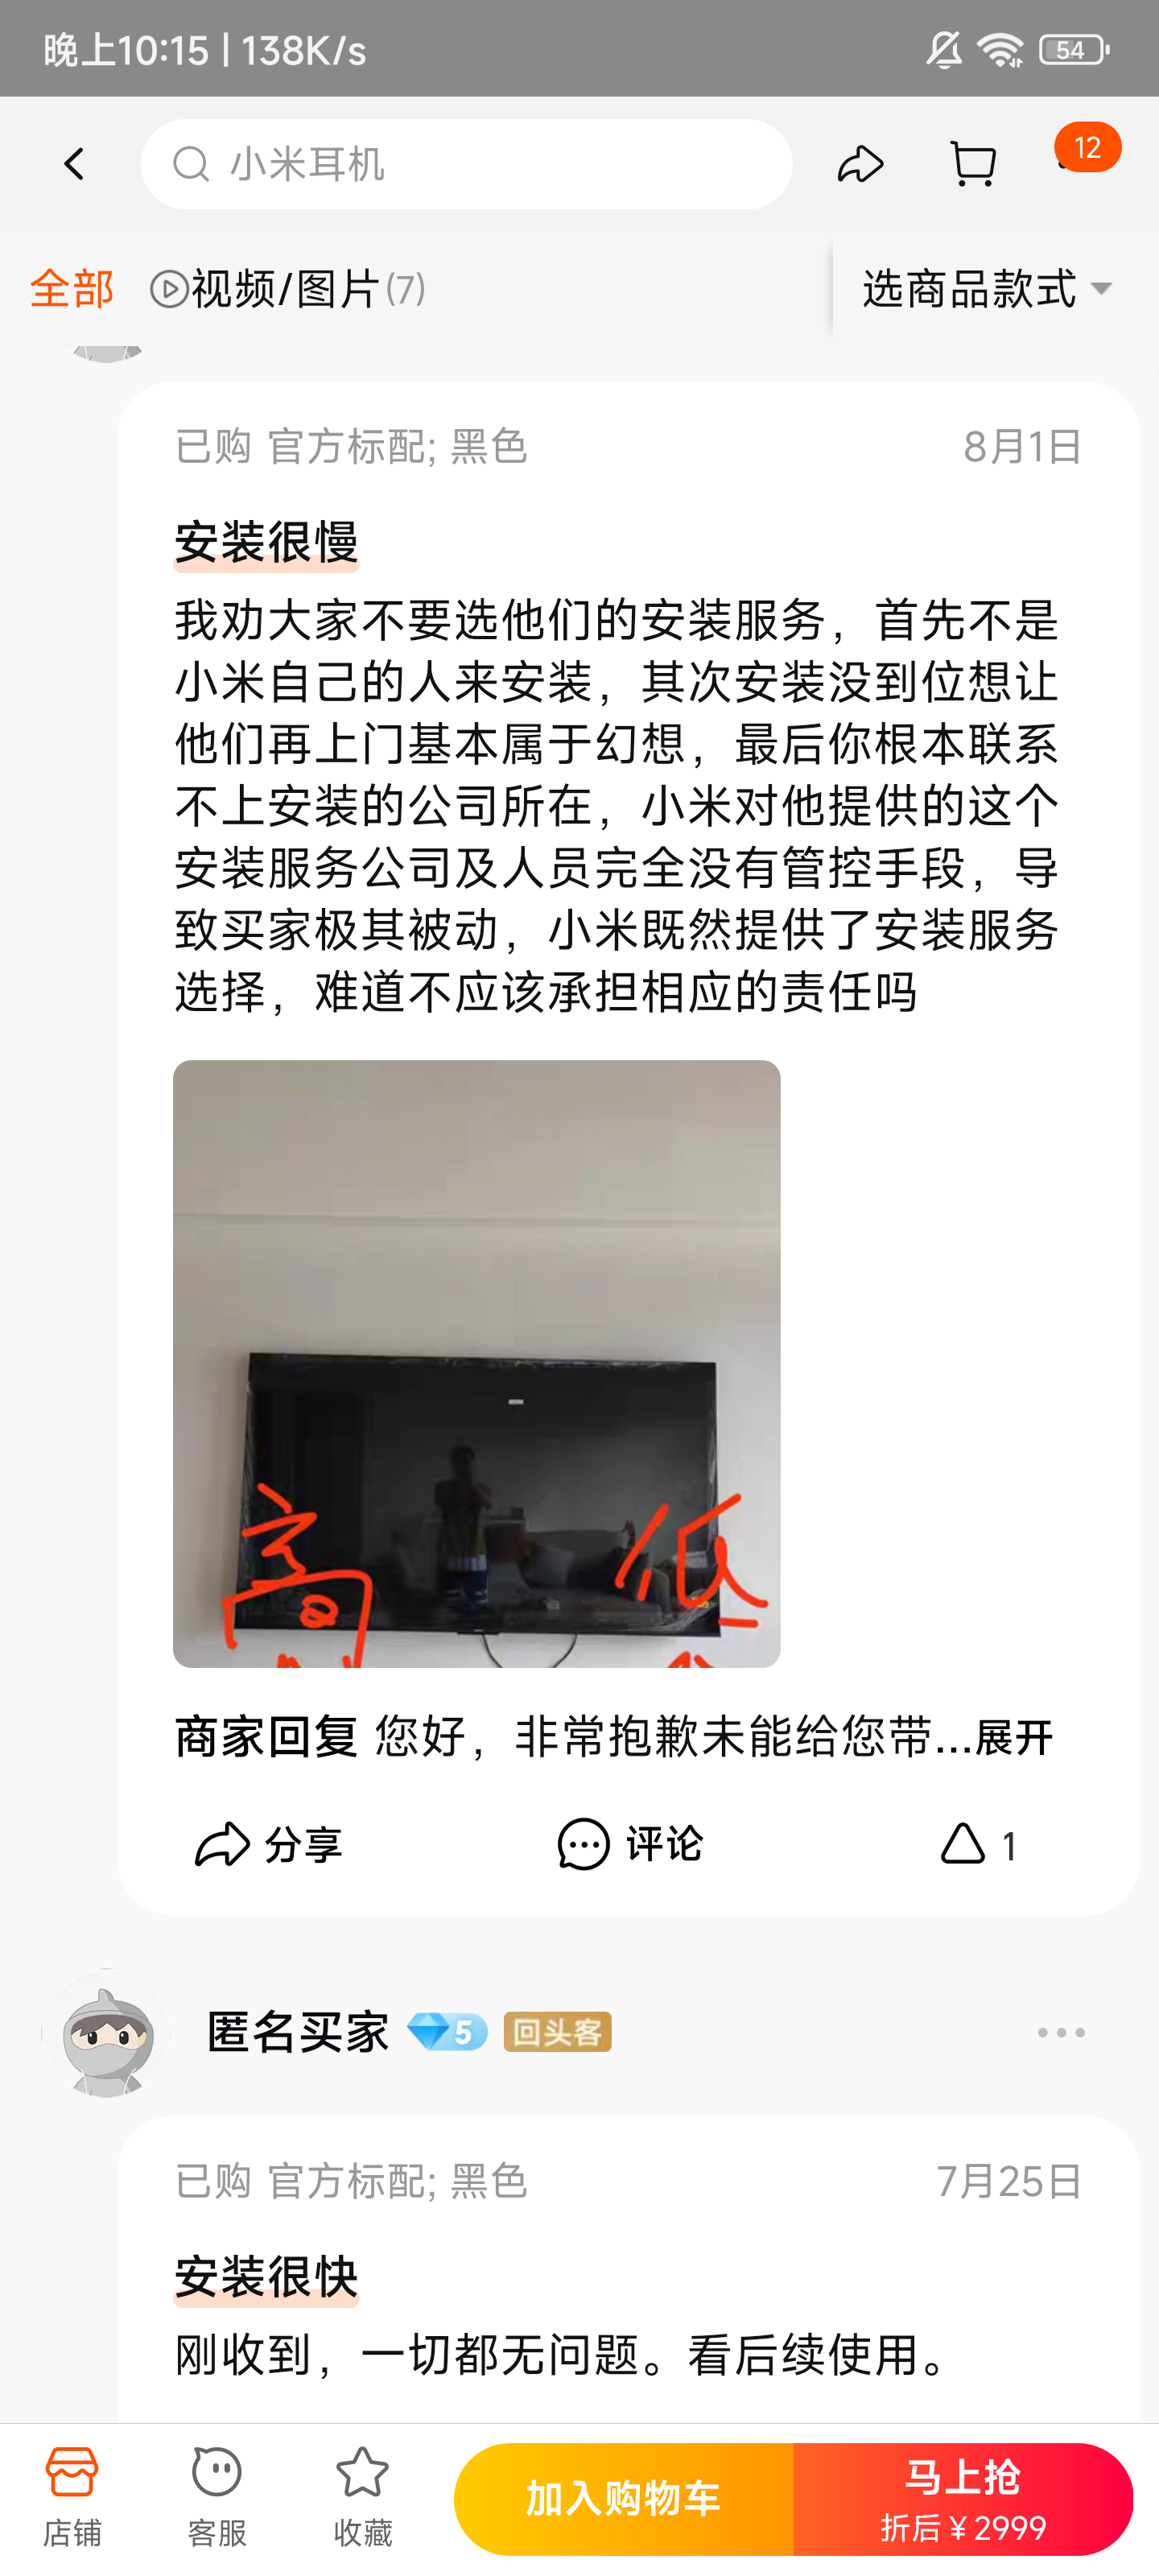 晚上10:15 | 138K/s
54
小米耳机
12
全部
视频/图片(7)
选商品款式
已购 官方标配; 黑色
8月1日
安装很慢
我劝大家不要选他们的安装服务，首先不是
小米自己的人来安装，其次安装没到位想让
他们再上门基本属于幻想，最后你根本联系
不上安装的公司所在，小米对他提供的这个
安装服务公司及人员完全没有管控手段，导
致买家极其被动，小米既然提供了安装服务
选择，难道不应该承担相应的责任吗
高
低
商家回复 您好，非常抱歉未能给您带...展开
分享
评论
1
匿名买家
5
回头客
已购 官方标配; 黑色
7月25日
安装很快
刚收到，一切都无问题。看后续使用。
店铺
客服
收藏
加入购物车
马上抢
折后￥2999